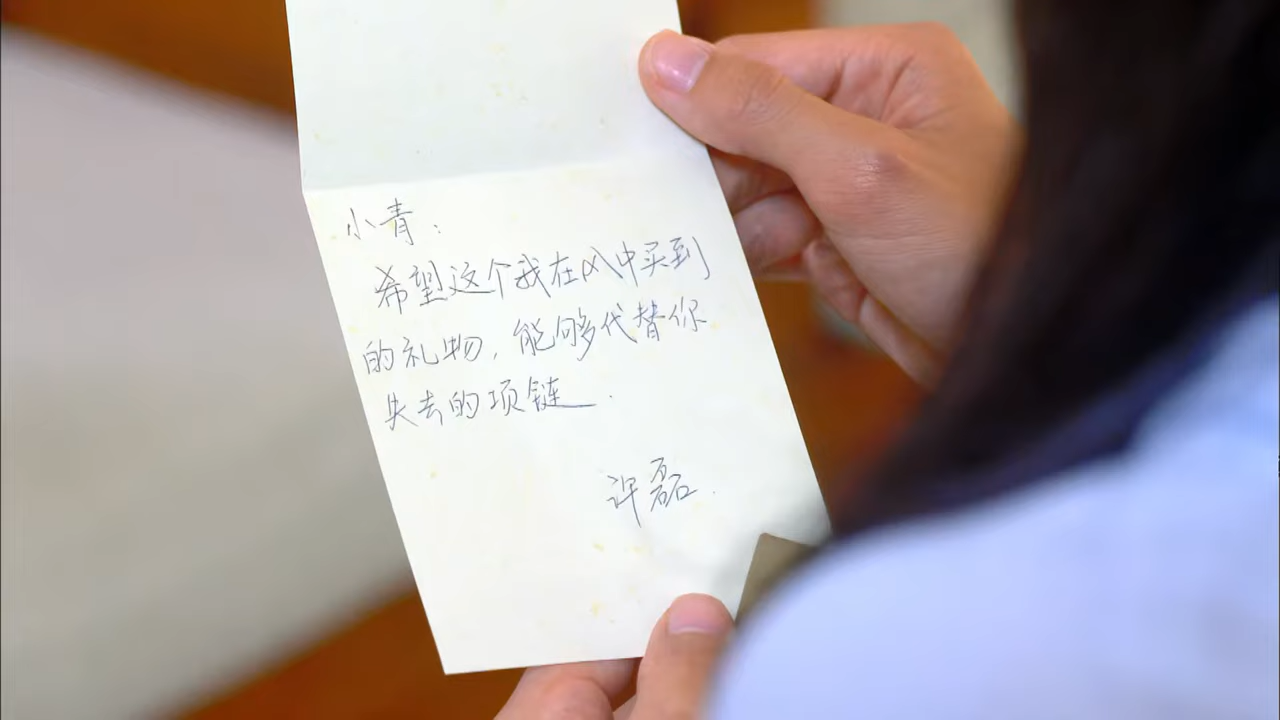 小青:
希望这个我在中买到
的礼物,能够代替你
失去的项链.
许磊.